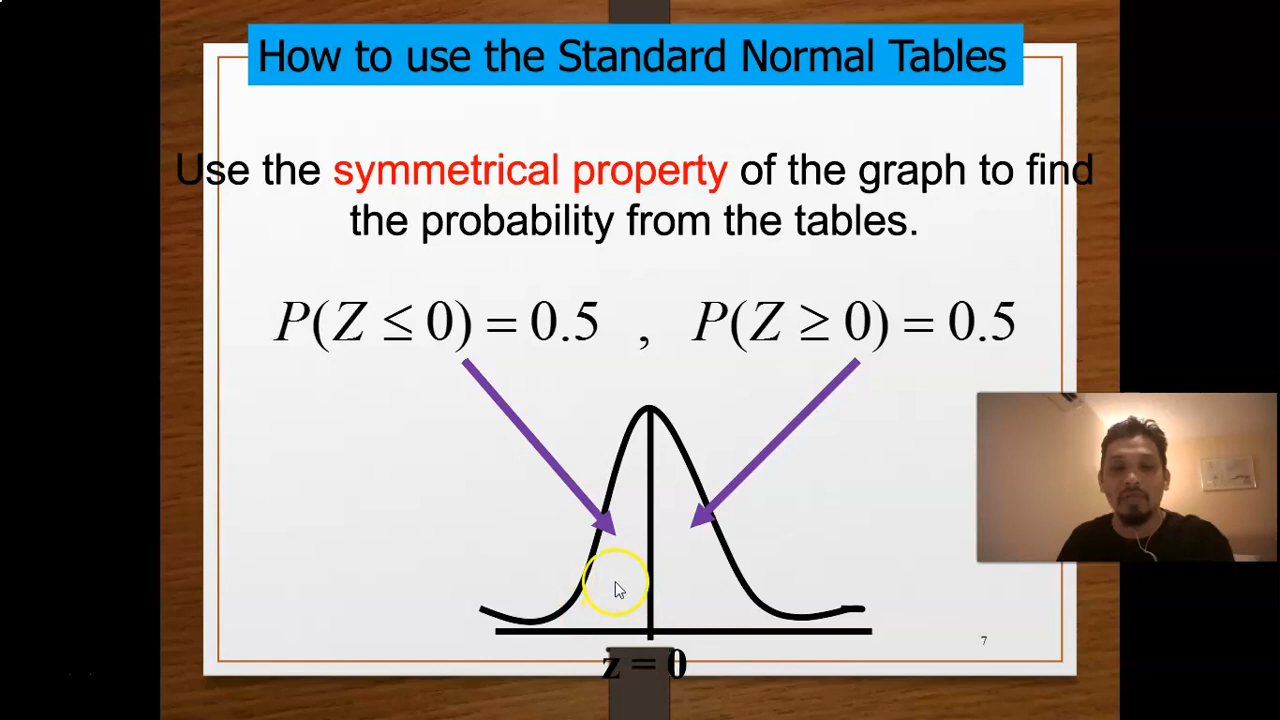 How to use the Standard Normal Tables
Use the symmetrical property of the graph to find
the probability from the tables.
P(Z ≤ 0) = 0.5 , P(Z ≥ 0) = 0.5
z = 0
7